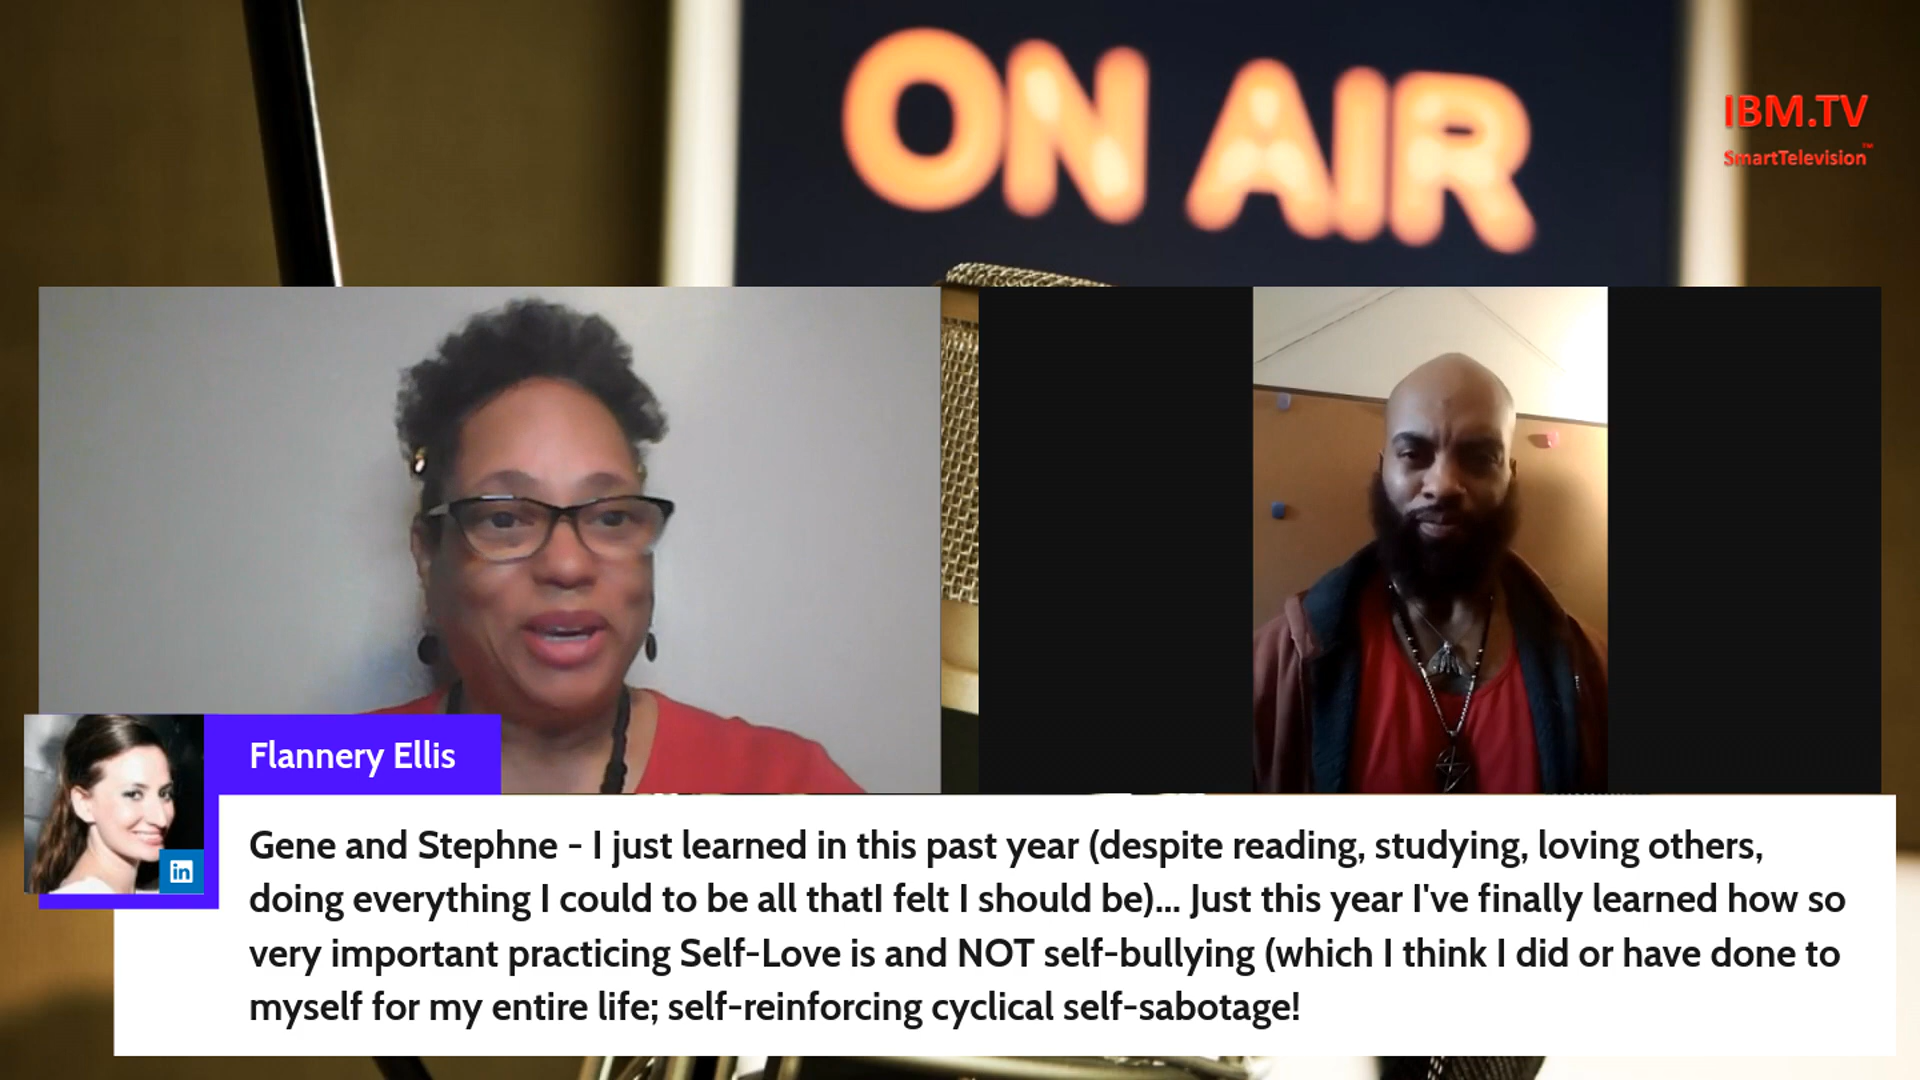 ON AIR
IBM.TV
SmartTelevision™
Flannery Ellis
in
Gene and Stephne - I just learned in this past year (despite reading, studying, loving others,
doing everything I could to be all thatI felt I should be)... Just this year I've finally learned how so
very important practicing Self-Love is and NOT self-bullying (which I think I did or have done to
myself for my entire life; self-reinforcing cyclical self-sabotage!